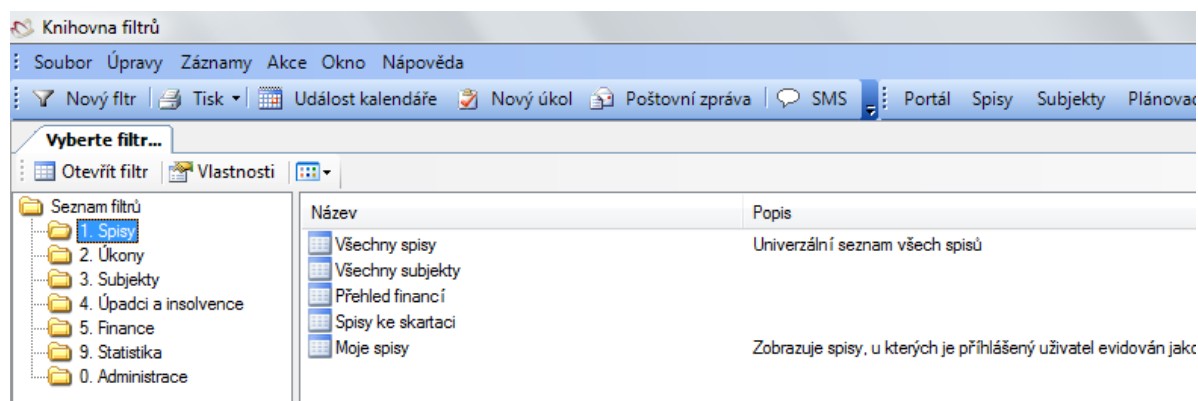 Knihovna filtrů
Soubor Úpravy Záznamy Akce Okno Nápověda
Nový fltr Tisk Událost kalendáře Nový úkol Poštovní zpráva SMS Portál Spisy Subjekty Plánovac
Vyberte filtr...
Otevřít filtr Vlastnosti
Seznam filtrů
1. Spisy
2. Úkony
3. Subjekty
4. Úpadci a insolvence
5. Finance
9. Statistika
0. Administrace
Název Popis
Všechny spisy Univerzální seznam všech spisů
Všechny subjekty
Přehled financí
Spisy ke skartaci
Moje spisy Zobrazuje spisy, u kterých je příhlášený uživatel evidován jako